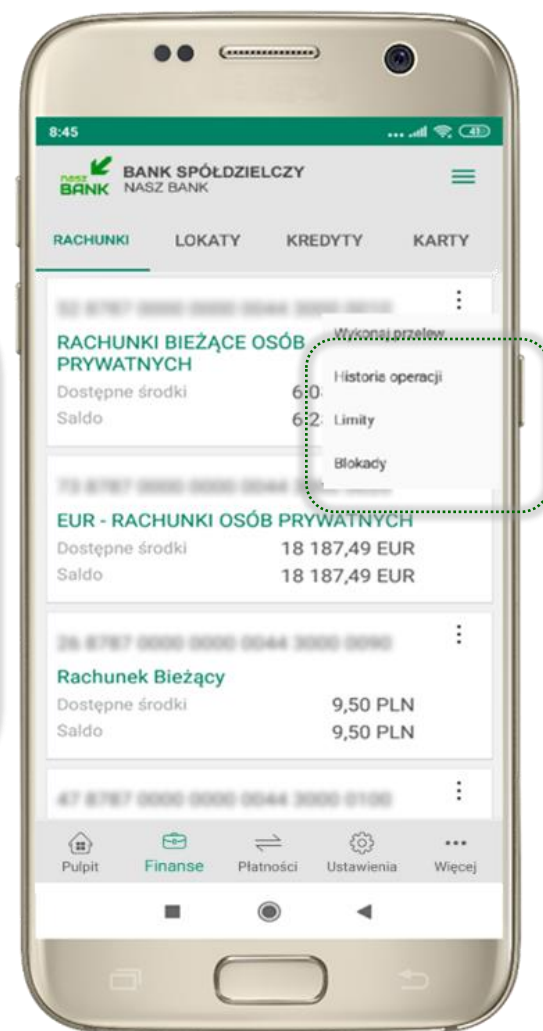 8:45
41
nasz BANK
BANK SPÓŁDZIELCZY
NASZ BANK
RACHUNKI LOKATY KREDYTY KARTY
RACHUNKI BIEŻĄCE OSÓB PRYWATNYCH
Wykonaj przelew
Historia operacji
Limity
Blokady
Dostępne środki
Saldo
EUR - RACHUNKI OSÓB PRYWATNYCH
Dostępne środki 18 187,49 EUR
Saldo 18 187,49 EUR
Rachunek Bieżący
Dostępne środki 9,50 PLN
Saldo 9,50 PLN
Pulpit Finanse Płatności Ustawienia Więcej